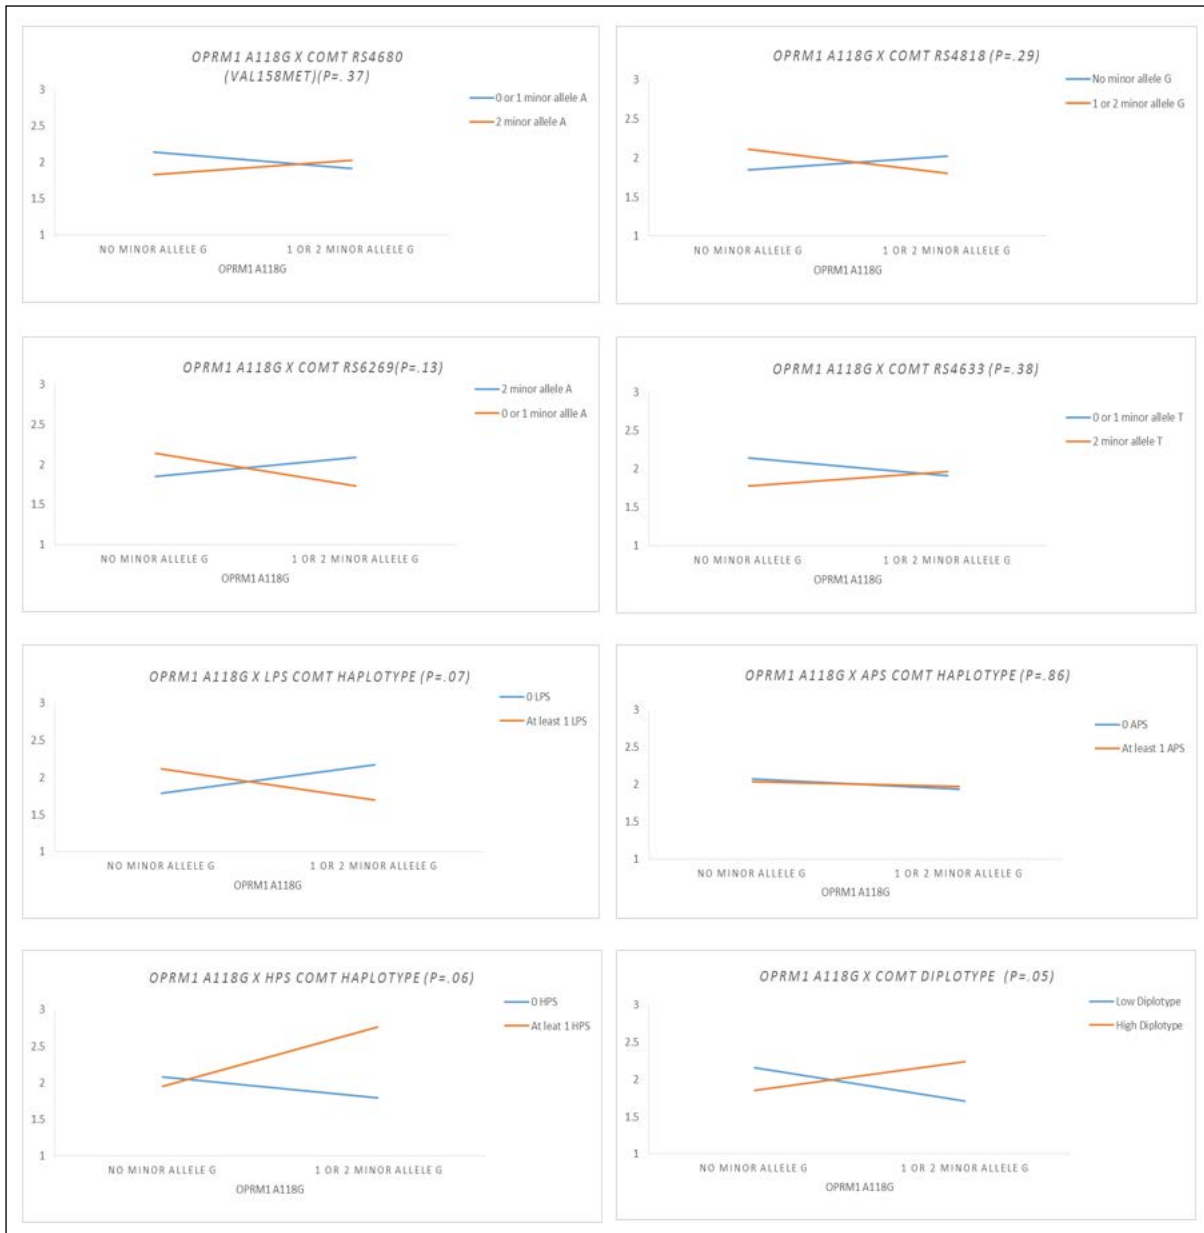 OPRM1 A118G X COMT RS4680
(VAL158MET)(P=. 37)
3
2.5
2
1.5
1
0 or 1 minor allele A
2 minor allele A
NO MINOR ALLELE G
1 OR 2 MINOR ALLELE G
OPRM1 A118G
OPRM1 A118G X COMT RS4818 (P=.29)
3
2.5
2
1.5
1
No minor allele G
1 or 2 minor allele G
NO MINOR ALLELE G
1 OR 2 MINOR ALLELE G
OPRM1 A118G
OPRM1 A118G X COMT RS6269(P=.13)
3
2.5
2
1.5
1
2 minor allele A
0 or 1 minor allle A
NO MINOR ALLELE G
1 OR 2 MINOR ALLELE G
OPRM1 A118G
OPRM1 A118G X COMT RS4633 (P=.38)
3
2.5
2
1.5
1
0 or 1 minor allele T
2 minor allele T
NO MINOR ALLELE G
1 OR 2 MINOR ALLELE G
OPRM1 A118G
OPRM1 A118G X LPS COMT HAPLOTYPE (P=.07)
3
2.5
2
1.5
1
0 LPS
At least 1 LPS
NO MINOR ALLELE G
1 OR 2 MINOR ALLELE G
OPRM1 A118G
OPRM1 A118G X APS COMT HAPLOTYPE (P=.86)
3
2.5
2
1.5
1
0 APS
At least 1 APS
NO MINOR ALLELE G
1 OR 2 MINOR ALLELE G
OPRM1 A118G
OPRM1 A118G X HPS COMT HAPLOTYPE (P=.06)
3
2.5
2
1.5
1
0 HPS
At leat 1 HPS
NO MINOR ALLELE G
1 OR 2 MINOR ALLELE G
OPRM1 A118G
OPRM1 A118G X COMT DIPLOTYPE (P=.05)
3
2.5
2
1.5
1
Low Diplotype
High Diplotype
NO MINOR ALLELE G
1 OR 2 MINOR ALLELE G
OPRM1 A118G